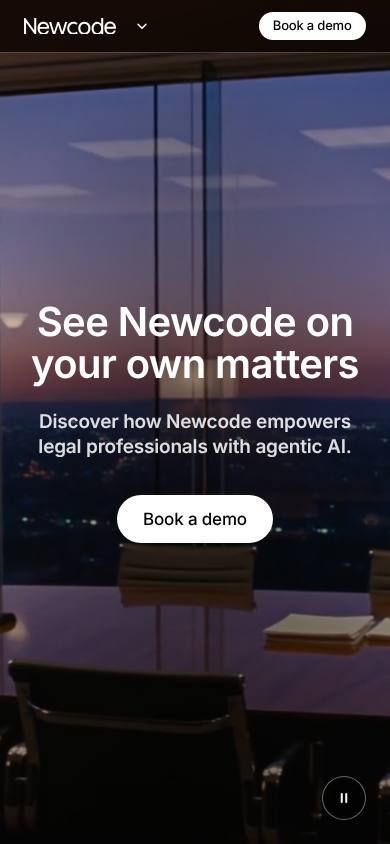 Newcode
Book a demo
See Newcode on
your own matters
Discover how Newcode empowers
legal professionals with agentic AI.
Book a demo